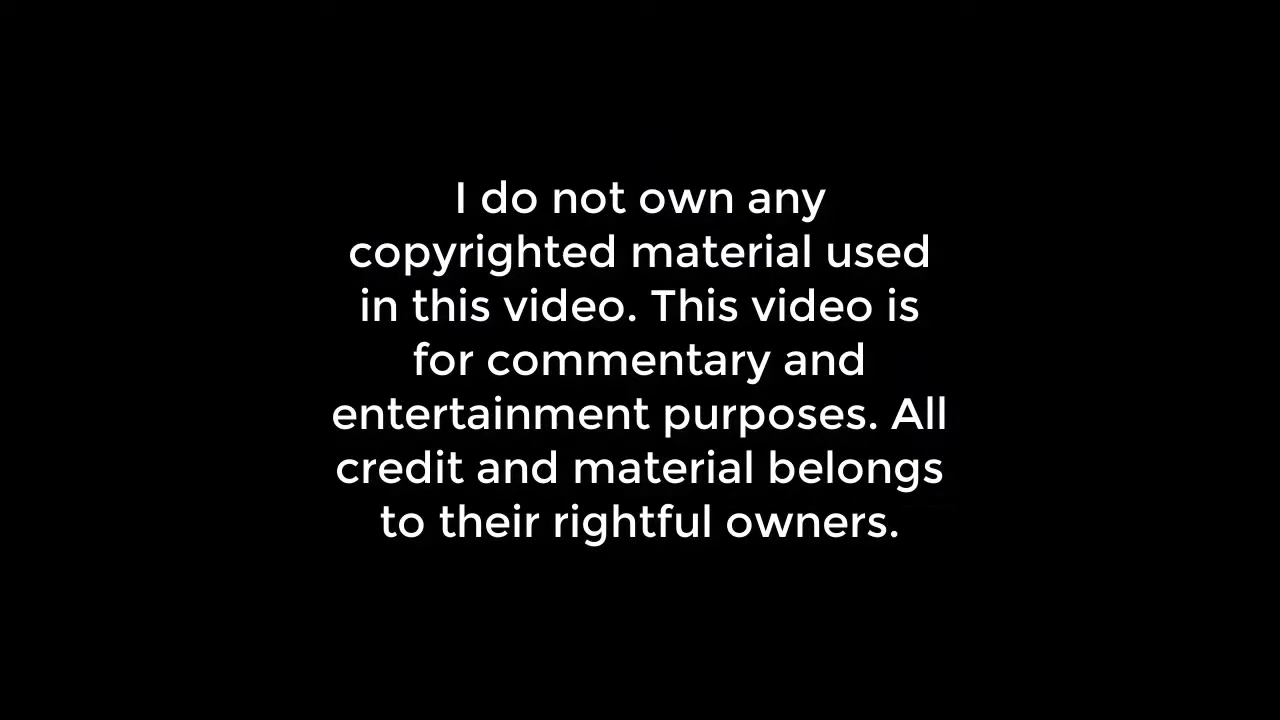 I do not own any
copyrighted material used
in this video. This video is
for commentary and
entertainment purposes. All
credit and material belongs
to their rightful owners.